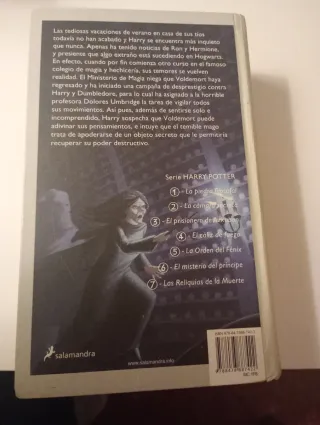 Las tediosas vacaciones de verano en casa de sus tíos
todavía no han acabado y Harry se encuentra más inquieto
que nunca. Apenas ha tenido noticias de Ron y Hermione,
y presiente que algo extraño está sucediendo en Hogwarts.
En efecto, cuando por fin comienza otro curso en el famoso
colegio de magia y hechicería, sus temores se vuelven
realidad. El Ministerio de Magia niega que Voldemort haya
regresado y ha iniciado una campaña de desprestigio contra
Harry y Dumbledore, para lo cual ha asignado a la horrible
profesora Dolores Umbridge la tarea de vigilar todos
sus movimientos. Así pues, además de sentirse solo e
incomprendido, Harry sospecha que Voldemort puede
adivinar sus pensamientos, e intuye que el temible mago
trata de apoderarse de un objeto secreto que le permitiría
recuperar su poder destructivo.
Serie HARRY POTTER
1 - La piedra filosofal
2 - La cámara secreta
3 - El prisionero de Azkaban
4 - El cáliz de fuego
5 - La Orden del Fénix
6 - El misterio del príncipe
7 - Las Reliquias de la Muerte
salamandra
www.salamandra.info